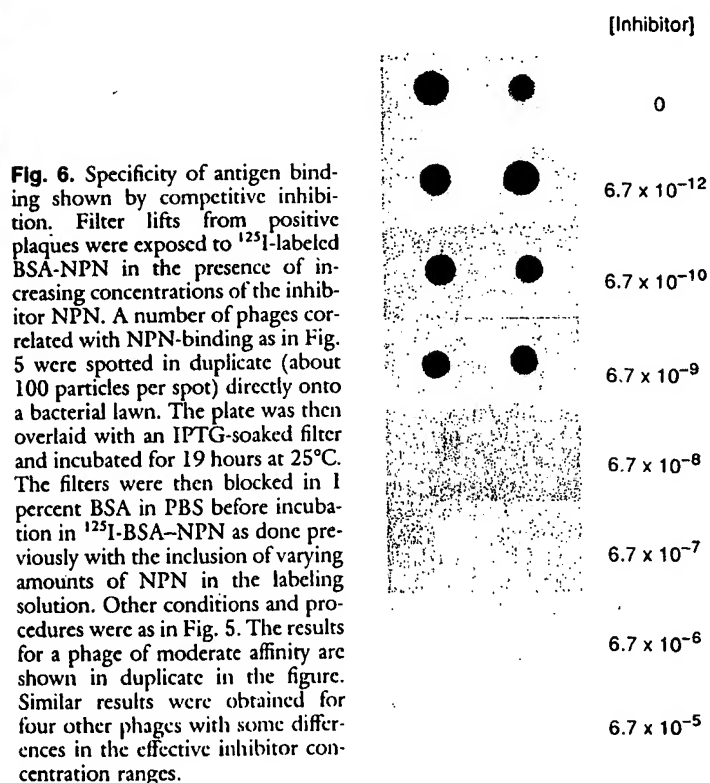 [Inhibitor]
0
6.7 x 10⁻¹²
6.7 x 10⁻¹⁰
6.7 x 10⁻⁹
6.7 x 10⁻⁸
6.7 x 10⁻⁷
6.7 x 10⁻⁶
6.7 x 10⁻⁵
Fig. 6. Specificity of antigen bind-
ing shown by competitive inhibi-
tion. Filter lifts from positive
plaques were exposed to ¹²⁵I-labeled
BSA-NPN in the presence of in-
creasing concentrations of the inhib-
itor NPN. A number of phages cor-
related with NPN-binding as in Fig.
5 were spotted in duplicate (about
100 particles per spot) directly onto
a bacterial lawn. The plate was then
overlaid with an IPTG-soaked filter
and incubated for 19 hours at 25°C.
The filters were then blocked in 1
percent BSA in PBS before incuba-
tion in ¹²⁵I-BSA–NPN as done pre-
viously with the inclusion of varying
amounts of NPN in the labeling
solution. Other conditions and pro-
cedures were as in Fig. 5. The results
for a phage of moderate affinity are
shown in duplicate in the figure.
Similar results were obtained for
four other phages with some differ-
ences in the effective inhibitor con-
centration ranges.